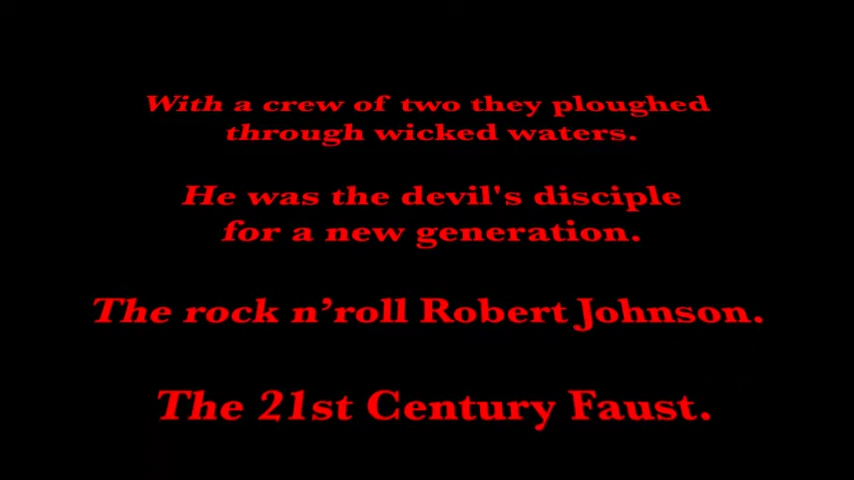 With a crew of two they ploughed
through wicked waters.
He was the devil's disciple
for a new generation.
The rock n’roll Robert Johnson.
The 21st Century Faust.